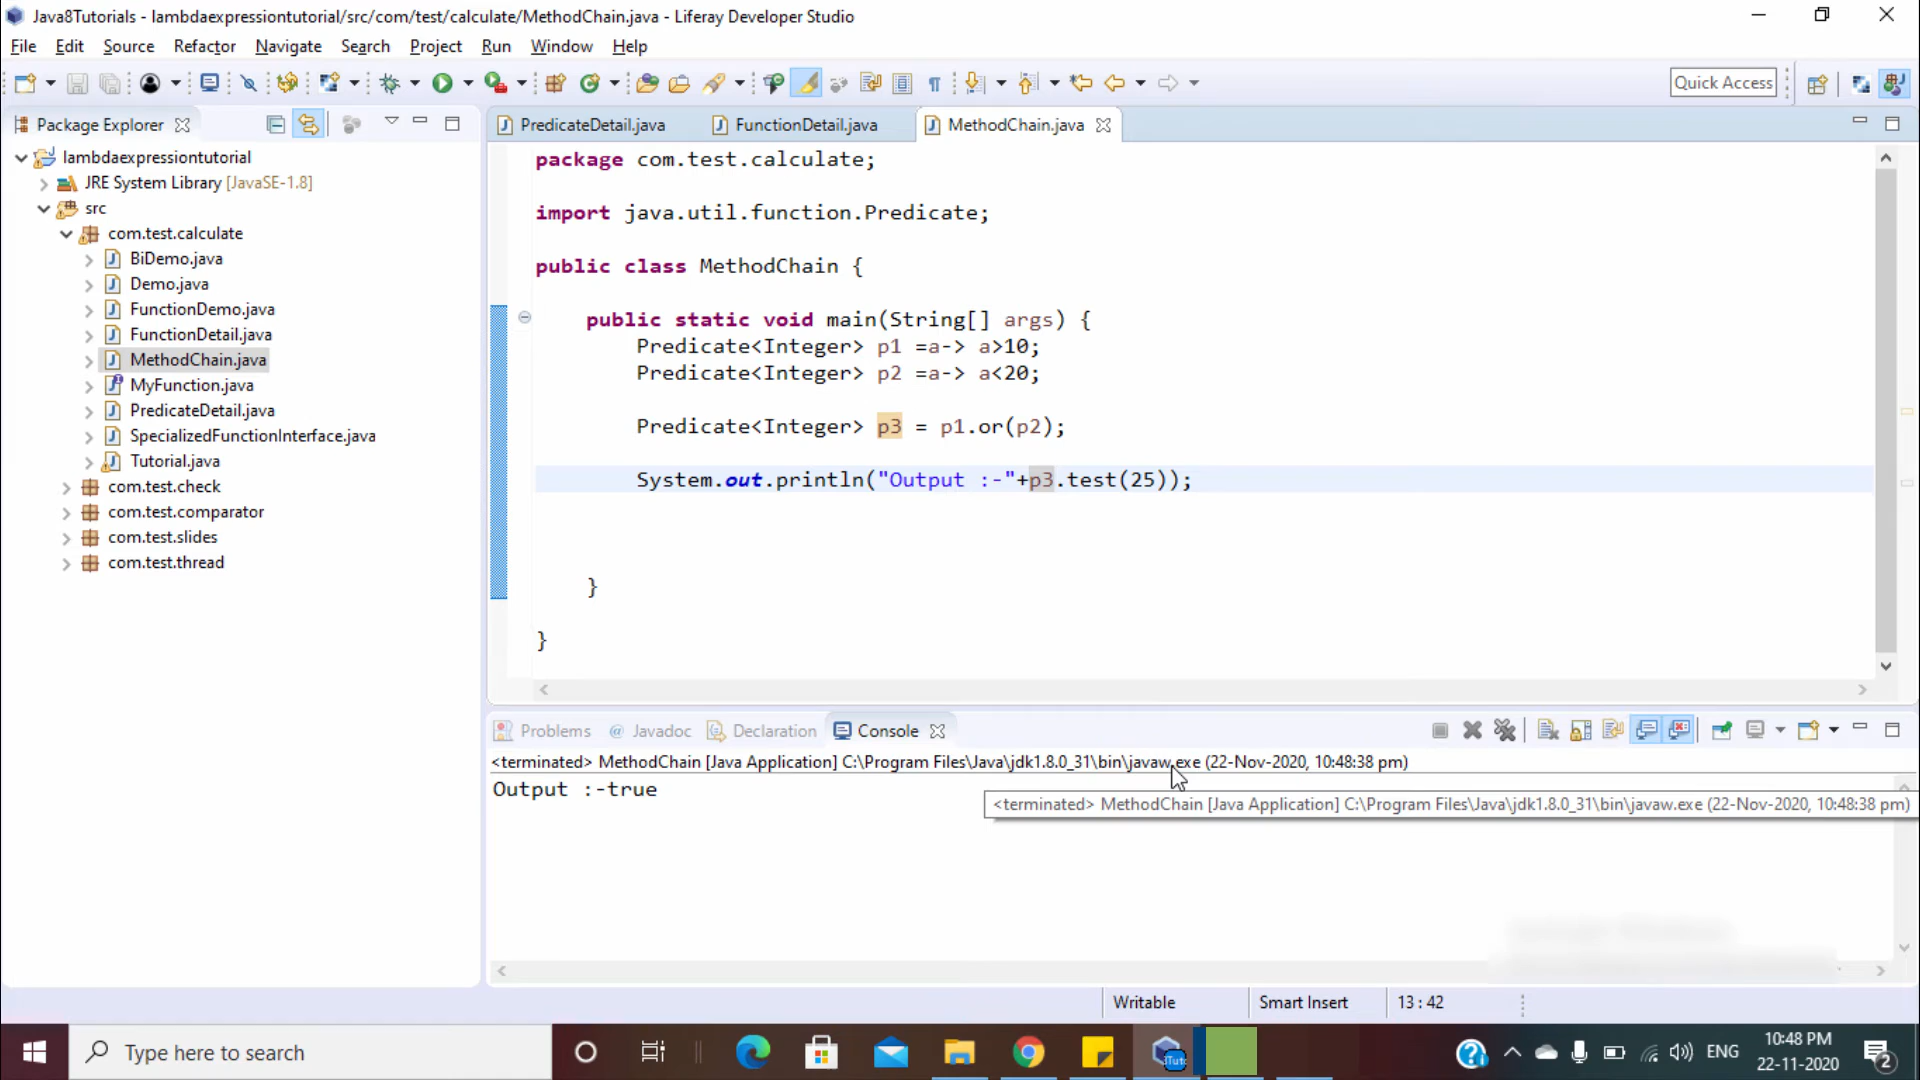 Java8Tutorials - lambdaexpressiontutorial/src/com/test/calculate/MethodChain.java - Liferay Developer Studio
File Edit Source Refactor Navigate Search Project Run Window Help
Quick Access
Package Explorer
lambdaexpressiontutorial
JRE System Library [JavaSE-1.8]
src
com.test.calculate
BiDemo.java
Demo.java
FunctionDemo.java
FunctionDetail.java
MethodChain.java
MyFunction.java
PredicateDetail.java
SpecializedFunctionInterface.java
Tutorial.java
com.test.check
com.test.comparator
com.test.slides
com.test.thread
PredicateDetail.java FunctionDetail.java MethodChain.java
package com.test.calculate;
import java.util.function.Predicate;
public class MethodChain {
public static void main(String[] args) {
Predicate<Integer> p1 =a-> a>10;
Predicate<Integer> p2 =a-> a<20;
Predicate<Integer> p3 = p1.or(p2);
System.out.println("Output :-"+p3.test(25));
}
}
Problems @ Javadoc Declaration Console
<terminated> MethodChain [Java Application] C:\Program Files\Java\jdk1.8.0_31\bin\javaw.exe (22-Nov-2020, 10:48:38 pm)
Output :-true
<terminated> MethodChain [Java Application] C:\Program Files\Java\jdk1.8.0_31\bin\javaw.exe (22-Nov-2020, 10:48:38 pm)
Writable Smart Insert 13 : 42
Type here to search
ENG
10:48 PM
22-11-2020
2